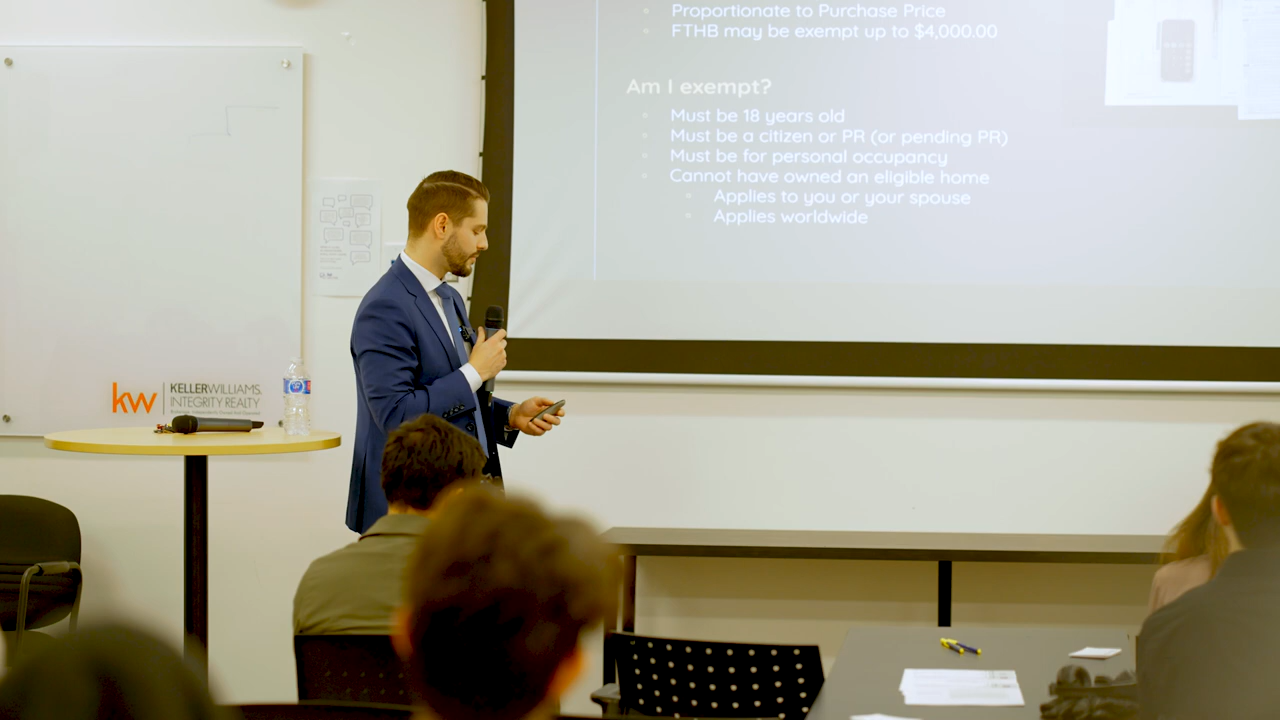 Proportionate to Purchase Price
FTHB may be exempt up to $4,000.00
Am I exempt?
Must be 18 years old
Must be a citizen or PR (or pending PR)
Must be for personal occupancy
Cannot have owned an eligible home
Applies to you or your spouse
Applies worldwide
kw
KELLERWILLIAMS.
INTEGRITY REALTY